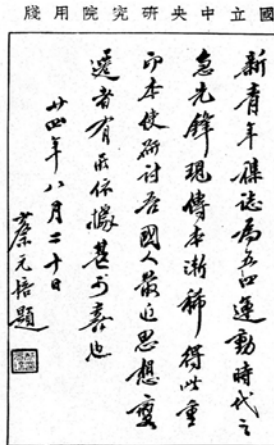 國立中央研究院用牋
新青年雜誌為五四運動時代之
急先鋒現傳本漸稀得此重
印本使研討吾國人最近思想變
遷者有所依據甚可喜也
廿四年八月二十日
蔡元培題